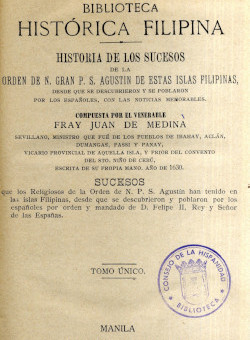 BIBLIOTECA
HISTÓRICA FILIPINA
HISTORIA DE LOS SUCESOS
DE LA
ORDEN DE N. GRAN P. S. AGUSTIN DE ESTAS ISLAS FILIPINAS,
DESDE QUE SE DESCUBRIERON Y SE POBLARON
POR LOS ESPAÑOLES, CON LAS NOTICIAS MEMORABLES.
COMPUESTA POR EL VENERABLE
FRAY JUAN DE MEDINA
SEVILLANO, MINISTRO QUE FUÉ DE LOS PUEBLOS DE IBAHAY, AGLÁN,
DUMANGAS, PASSI Y PANAY,
VICARIO PROVINCIAL DE AQUELLA ISLA, Y PRIOR DEL CONVENTO
DEL STO. NIÑO DE CEBÚ,
ESCRITA DE SU PROPIA MANO, AÑO DE 1630.
SUCESOS
que los Religiosos de la Orden de N. P. S. Agustín han tenido en
las islas Filipinas, desde que se descubrieron y poblaron por los
españoles por orden y mandado de D. Felipe II, Rey y Señor
de las Españas.
TOMO ÚNICO.
CONSEJO DE LA HISPANIDAD
BIBLIOTECA
MANILA